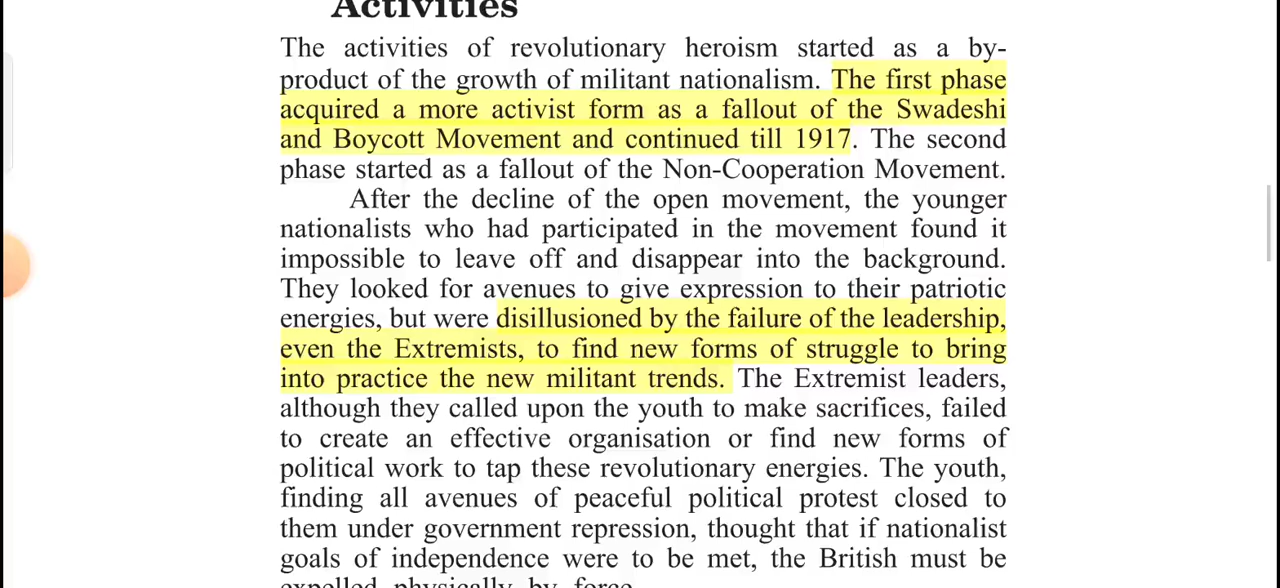 Activities
The activities of revolutionary heroism started as a by-
product of the growth of militant nationalism. The first phase
acquired a more activist form as a fallout of the Swadeshi
and Boycott Movement and continued till 1917. The second
phase started as a fallout of the Non-Cooperation Movement.
After the decline of the open movement, the younger
nationalists who had participated in the movement found it
impossible to leave off and disappear into the background.
They looked for avenues to give expression to their patriotic
energies, but were disillusioned by the failure of the leadership,
even the Extremists, to find new forms of struggle to bring
into practice the new militant trends. The Extremist leaders,
although they called upon the youth to make sacrifices, failed
to create an effective organisation or find new forms of
political work to tap these revolutionary energies. The youth,
finding all avenues of peaceful political protest closed to
them under government repression, thought that if nationalist
goals of independence were to be met, the British must be
expelled physically by force.